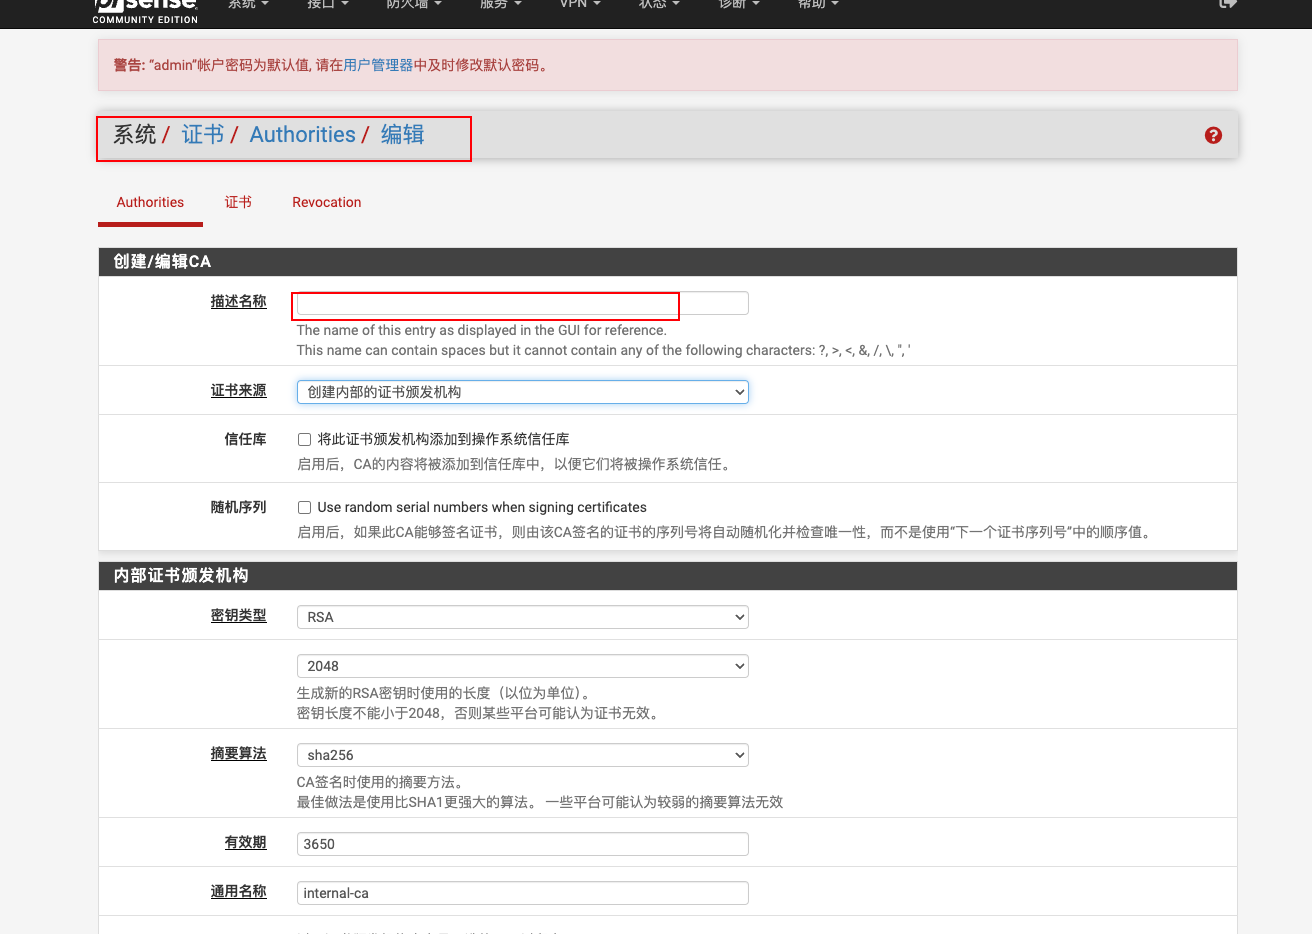 pfsense
COMMUNITY EDITION
系统 接口 防火墙 服务 VPN 状态 诊断 帮助
警告: “admin”帐户密码为默认值, 请在用户管理器中及时修改默认密码。
系统 / 证书 / Authorities / 编辑
Authorities 证书 Revocation
创建/编辑CA
描述名称
The name of this entry as displayed in the GUI for reference.
This name can contain spaces but it cannot contain any of the following characters: ?, >, <, &, /, \, ", '
证书来源 创建内部的证书颁发机构
信任库 将此证书颁发机构添加到操作系统信任库
启用后，CA的内容将被添加到信任库中，以便它们将被操作系统信任。
随机序列 Use random serial numbers when signing certificates
启用后，如果此CA能够签名证书，则由该CA签名的证书的序列号将自动随机化并检查唯一性，而不是使用”下一个证书序列号”中的顺序值。
内部证书颁发机构
密钥类型 RSA
2048
生成新的RSA密钥时使用的长度（以位为单位）。
密钥长度不能小于2048，否则某些平台可能认为证书无效。
摘要算法 sha256
CA签名时使用的摘要方法。
最佳做法是使用比SHA1更强大的算法。 一些平台可能认为较弱的摘要算法无效
有效期 3650
通用名称 internal-ca